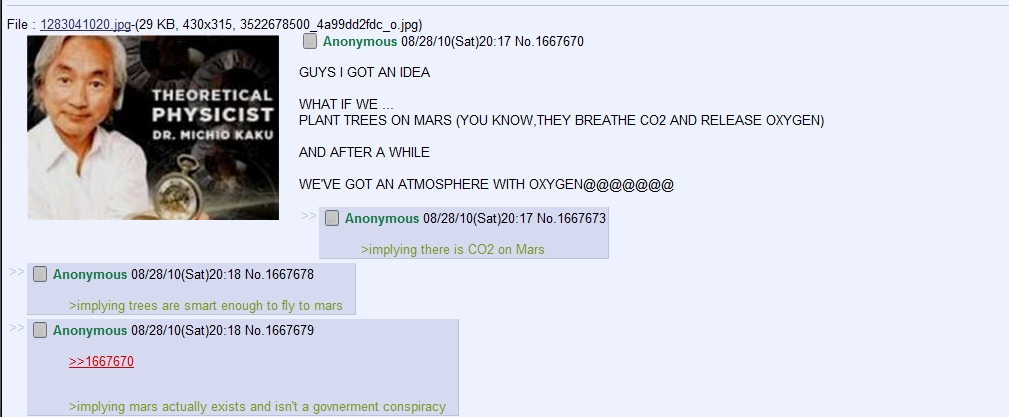 File : 1283041020.jpg-(29 KB, 430x315, 3522678500_4a99dd2fdc_o.jpg)
THEORETICAL
PHYSICIST
DR. MICHIO KAKU
Anonymous 08/28/10(Sat)20:17 No.1667670
GUYS I GOT AN IDEA
WHAT IF WE ...
PLANT TREES ON MARS (YOU KNOW,THEY BREATHE CO2 AND RELEASE OXYGEN)
AND AFTER A WHILE
WE'VE GOT AN ATMOSPHERE WITH OXYGEN@@@@@@@
>> Anonymous 08/28/10(Sat)20:17 No.1667673
>implying there is CO2 on Mars
>> Anonymous 08/28/10(Sat)20:18 No.1667678
>implying trees are smart enough to fly to mars
>> Anonymous 08/28/10(Sat)20:18 No.1667679
>>1667670
>implying mars actually exists and isn't a govnerment conspiracy